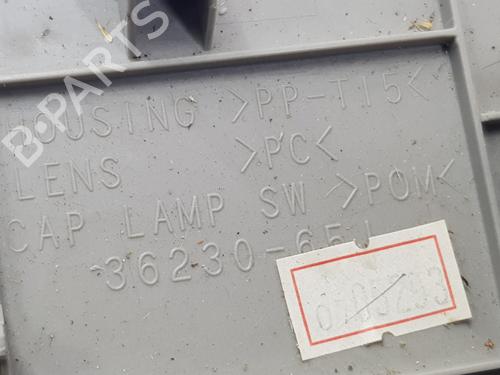 B-PARTS
HOUSING >PP-T15<
LENS >PC<
CAP LAMP SW >POM<
36230-65J